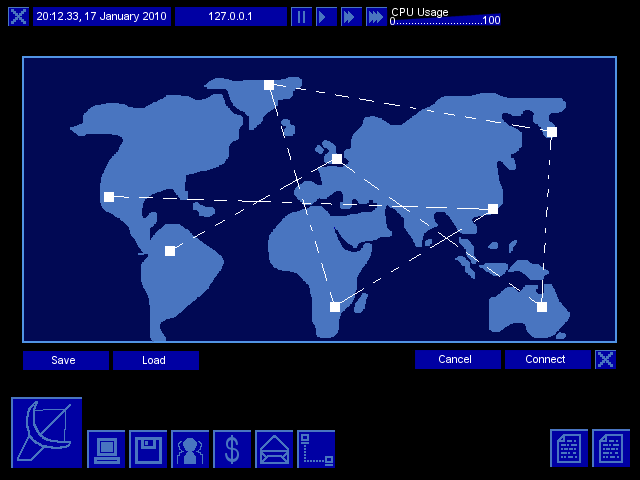 20:12.33, 17 January 2010
127.0.0.1
CPU Usage
0..............................100
Save
Load
Cancel
Connect
$